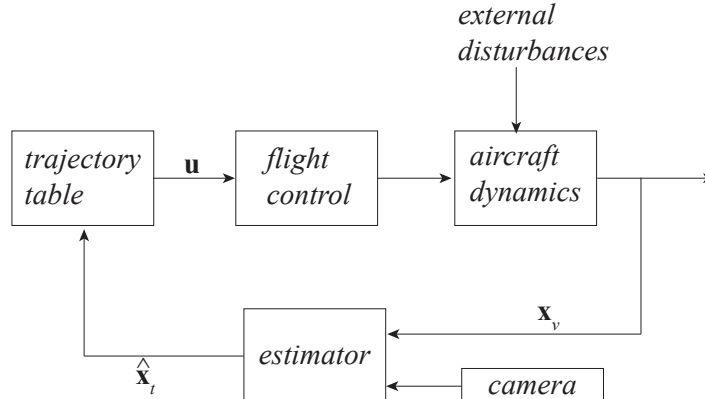 external
disturbances
trajectory
table
u
flight
control
aircraft
dynamics
x_v
estimator
x̂_t
camera